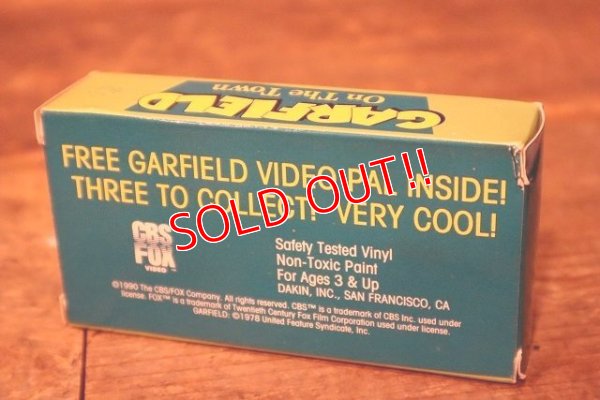 GARFIELD
On The Town
FREE GARFIELD VIDEO PAL INSIDE!
THREE TO COLLECT! VERY COOL!
SOLD OUT!!
CBS
FOX
VIDEO
Safety Tested Vinyl
Non-Toxic Paint
For Ages 3 & Up
DAKIN, INC., SAN FRANCISCO, CA
©1990 The CBS/FOX Company. All rights reserved. CBS™ is a trademark of CBS Inc. used under
license. FOX™ is a trademark of Twentieth Century Fox Film Corporation used under license.
GARFIELD: ©1978 United Feature Syndicate, Inc.